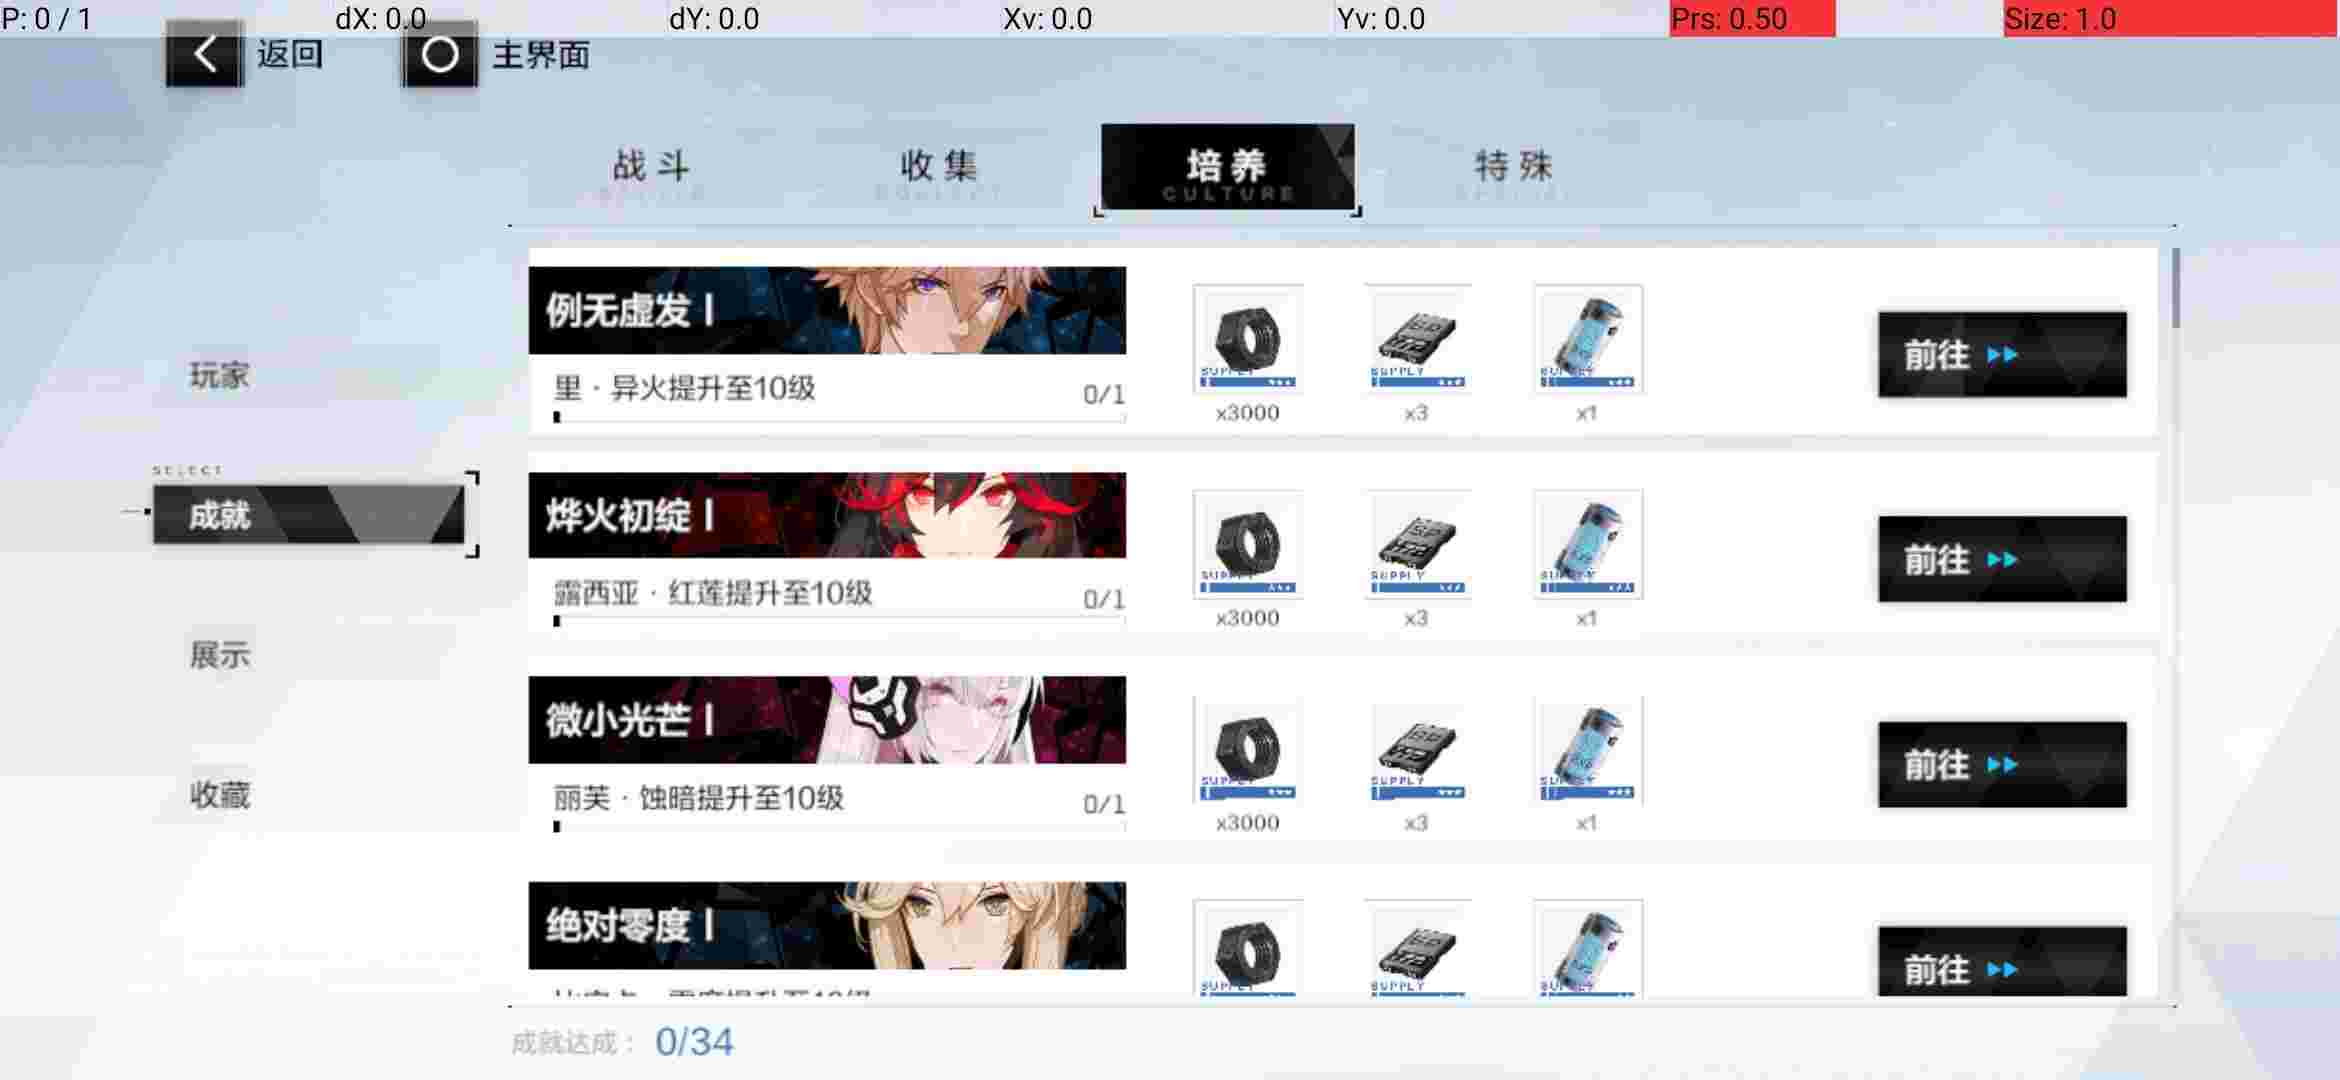 P: 0 / 1 dX: 0.0 dY: 0.0 Xv: 0.0 Yv: 0.0 Prs: 0.50 Size: 1.0
返回 主界面
战斗 收集 培养 特殊
CULTURE
例无虚发 I
里·异火提升至10级 0/1
SUPPLY SUPPLY SUPPLY
x3000 x3 x1
前往
玩家
SELECT
成就
展示
收藏
烨火初绽 I
露西亚·红莲提升至10级 0/1
SUPPLY SUPPLY SUPPLY
x3000 x3 x1
前往
微小光芒 I
丽芙·蚀暗提升至10级 0/1
SUPPLY SUPPLY SUPPLY
x3000 x3 x1
前往
绝对零度 I
SUPPLY SUPPLY SUPPLY
前往
成就达成： 0/34